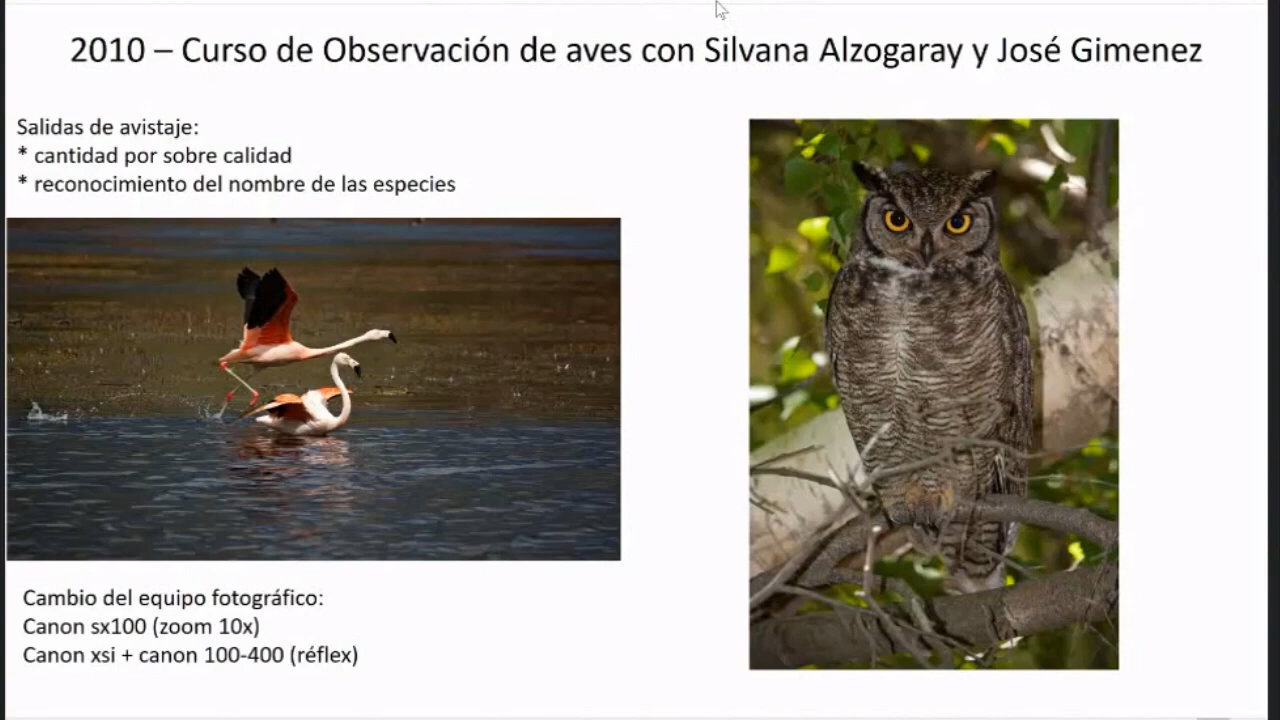 2010 – Curso de Observación de aves con Silvana Alzogaray y José Gimenez
Salidas de avistaje:
* cantidad por sobre calidad
* reconocimiento del nombre de las especies
Cambio del equipo fotográfico:
Canon sx100 (zoom 10x)
Canon xsi + canon 100-400 (réflex)